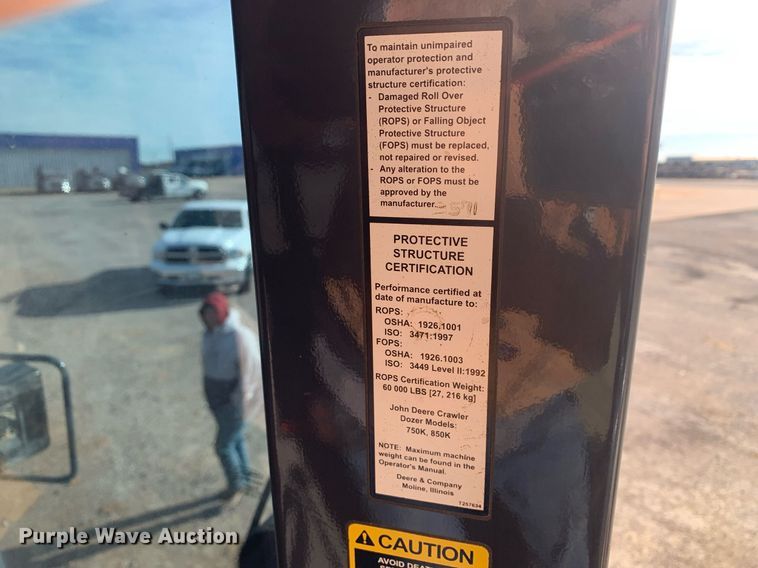 To maintain unimpaired
operator protection and
manufacturer's protective
structure certification:
- Damaged Roll Over
Protective Structure
(ROPS) or Falling Object
Protective Structure
(FOPS) must be replaced,
not repaired or revised.
- Any alteration to the
ROPS or FOPS must be
approved by the
manufacturer.
PROTECTIVE
STRUCTURE
CERTIFICATION
Performance certified at
date of manufacture to:
ROPS:
OSHA: 1926.1001
ISO: 3471:1997
FOPS:
OSHA: 1926.1003
ISO: 3449 Level II:1992
ROPS Certification Weight:
60 000 LBS [27, 216 kg]
John Deere Crawler
Dozer Models:
750K, 850K
NOTE: Maximum machine
weight can be found in the
Operator's Manual.
Deere & Company
Moline, Illinois
T257634
CAUTION
AVOID
Purple Wave Auction